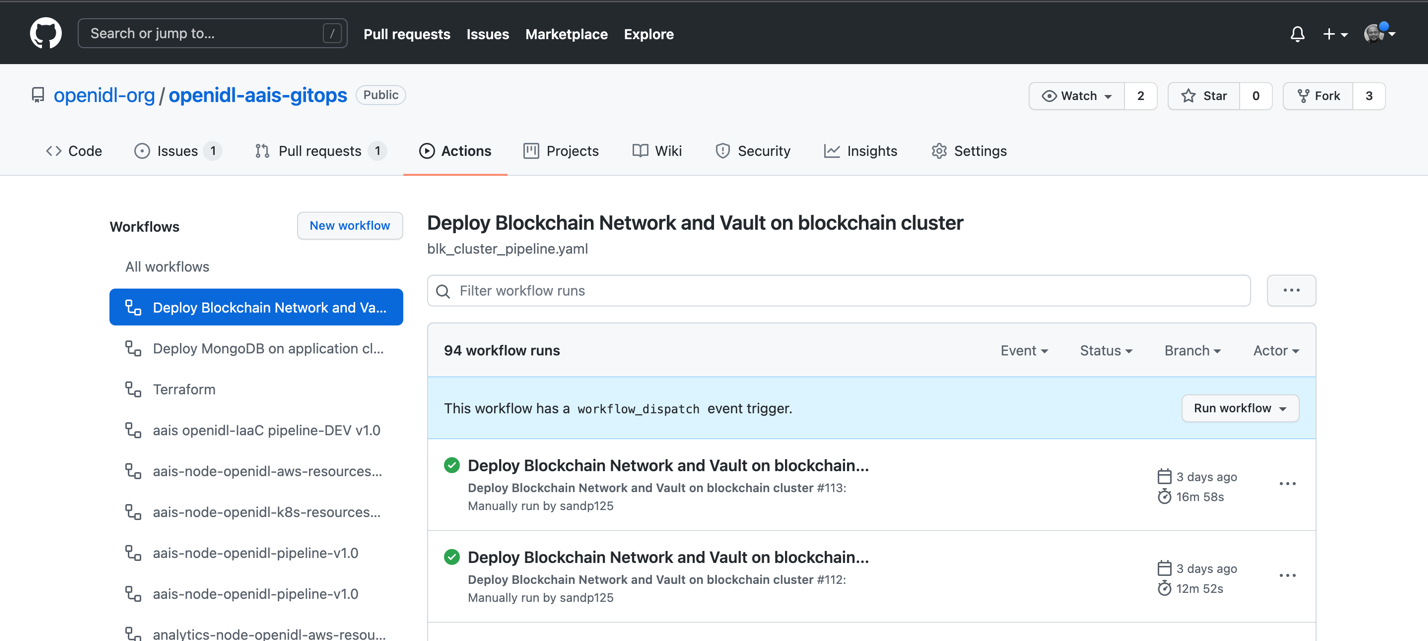 Search or jump to... /
Pull requests Issues Marketplace Explore
openidl-org / openidl-aais-gitops Public
Watch 2
Star 0
Fork 3
Code
Issues 1
Pull requests 1
Actions
Projects
Wiki
Security
Insights
Settings
Workflows
New workflow
All workflows
Deploy Blockchain Network and Va...
Deploy MongoDB on application cl...
Terraform
aais openidl-IaaC pipeline-DEV v1.0
aais-node-openidl-aws-resources...
aais-node-openidl-k8s-resources...
aais-node-openidl-pipeline-v1.0
aais-node-openidl-pipeline-v1.0
analytics-node-openidl-aws-resou...
Deploy Blockchain Network and Vault on blockchain cluster
blk_cluster_pipeline.yaml
Filter workflow runs
94 workflow runs
Event Status Branch Actor
This workflow has a workflow_dispatch event trigger.
Run workflow
Deploy Blockchain Network and Vault on blockchain...
Deploy Blockchain Network and Vault on blockchain cluster #113:
Manually run by sandp125
3 days ago
16m 58s
Deploy Blockchain Network and Vault on blockchain...
Deploy Blockchain Network and Vault on blockchain cluster #112:
Manually run by sandp125
3 days ago
12m 52s